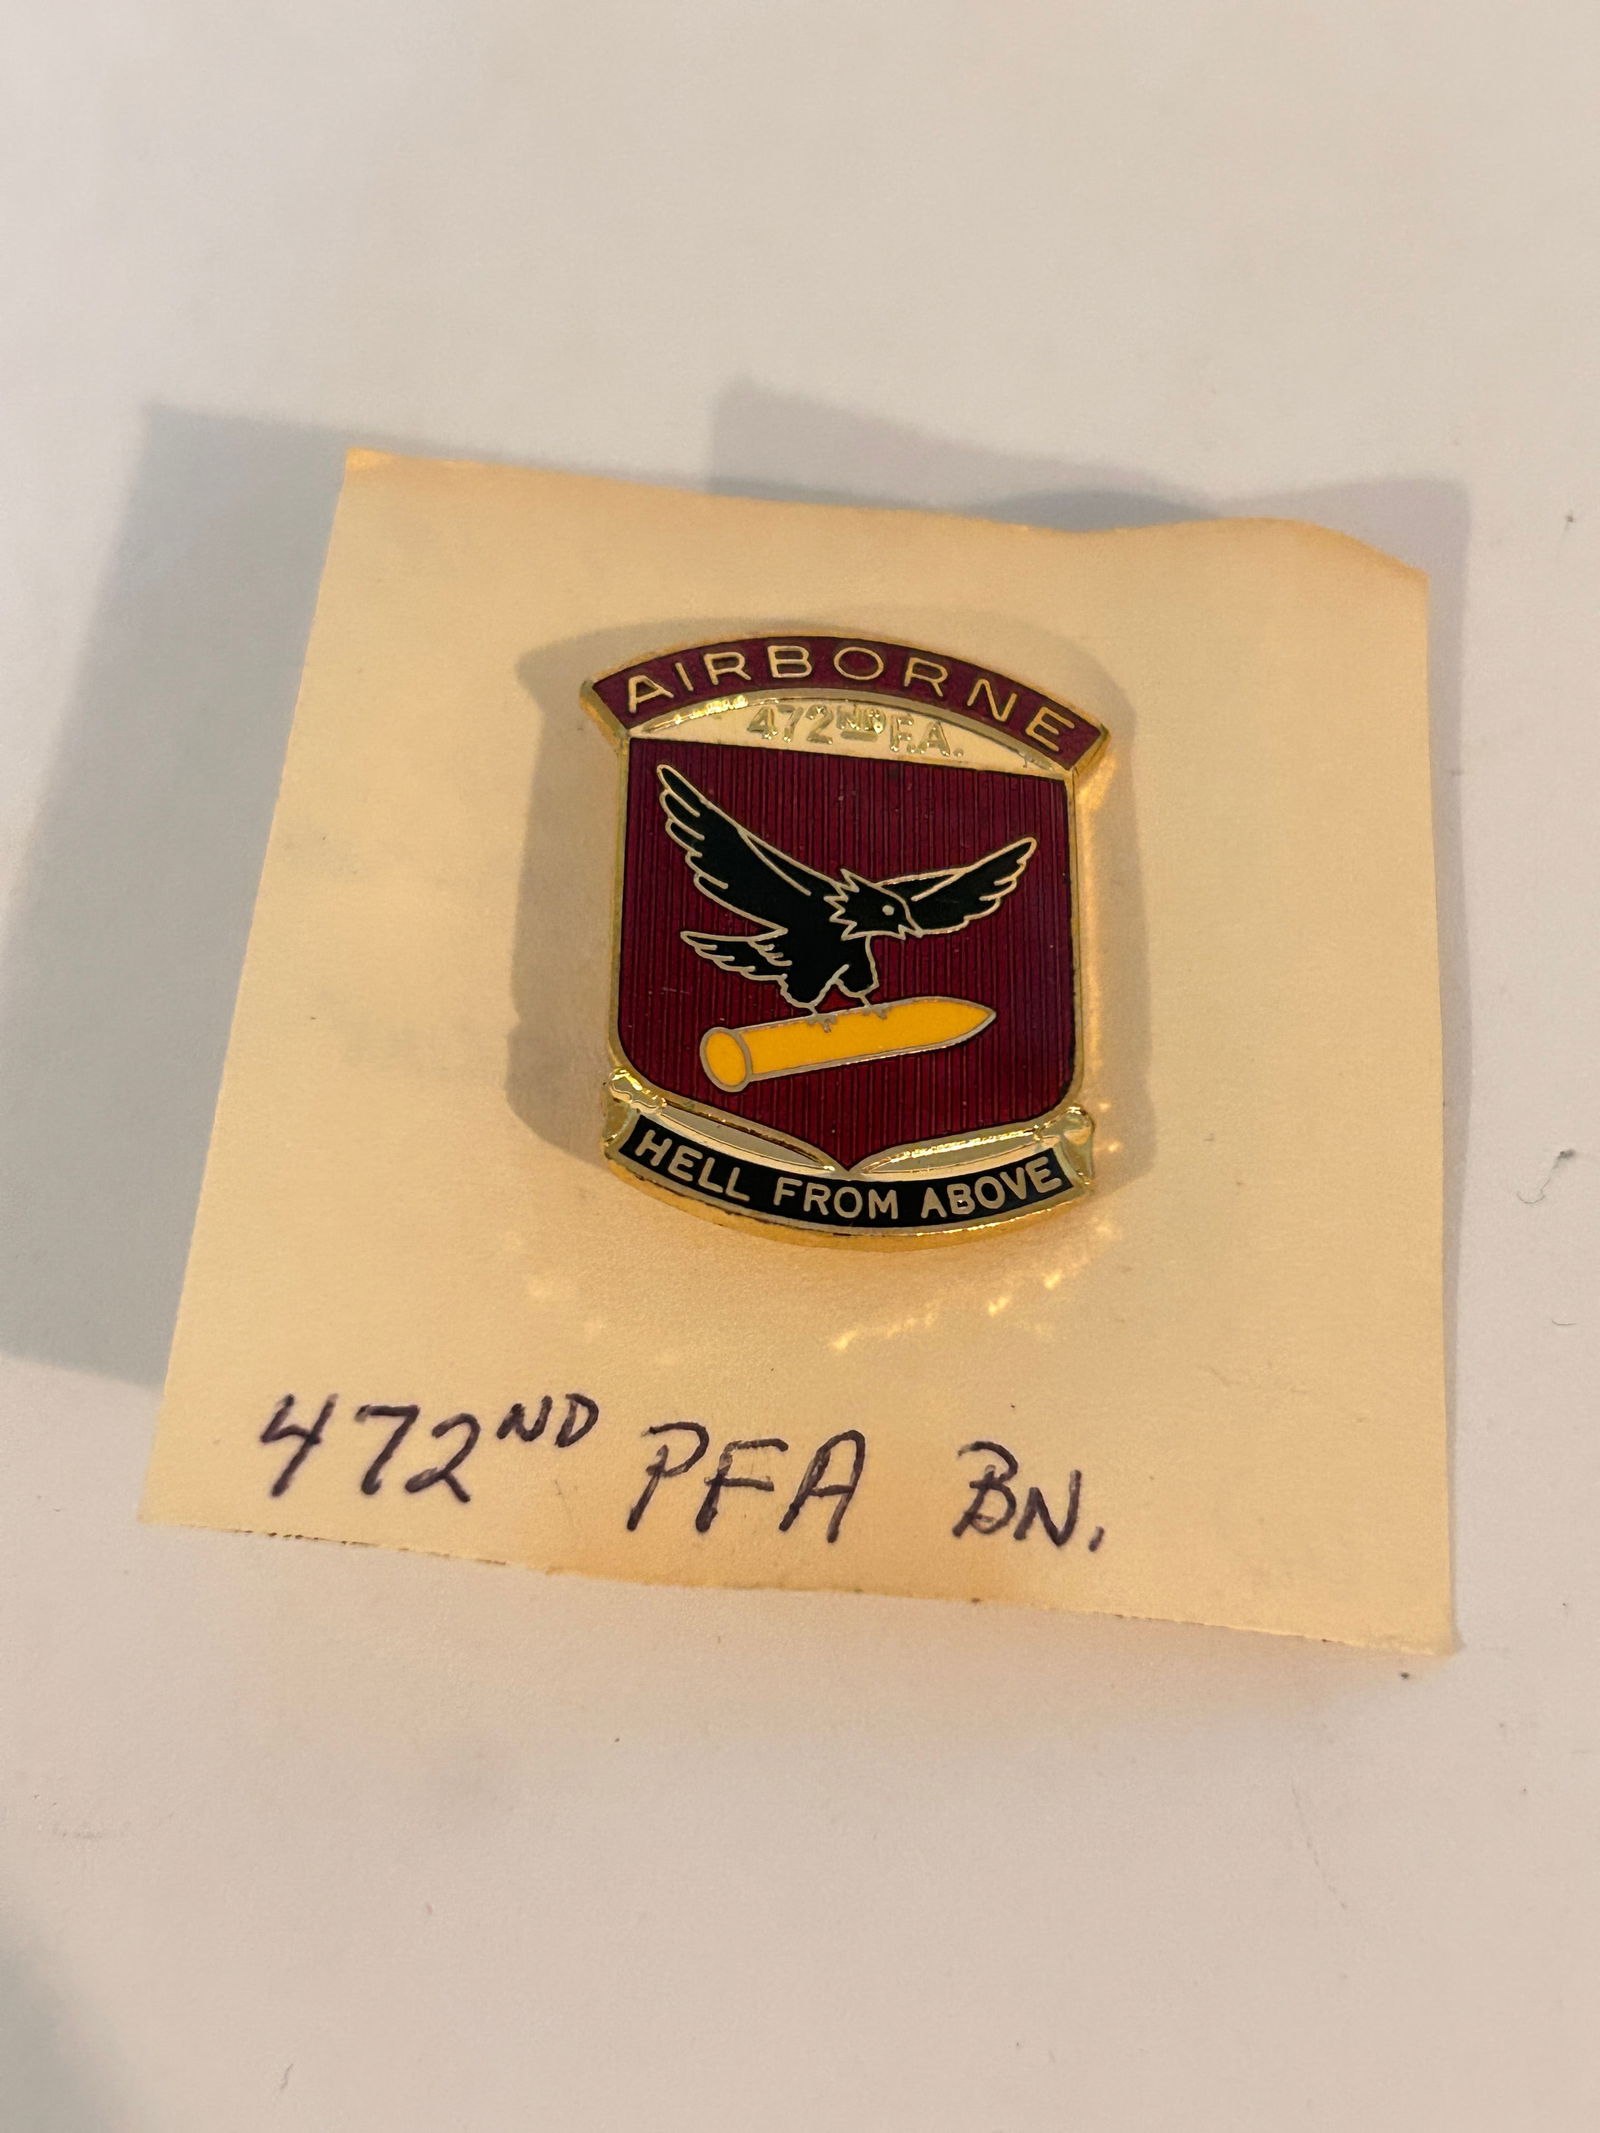 AIRBORNE
472ND F.A.
HELL FROM ABOVE
472ND PFA BN.